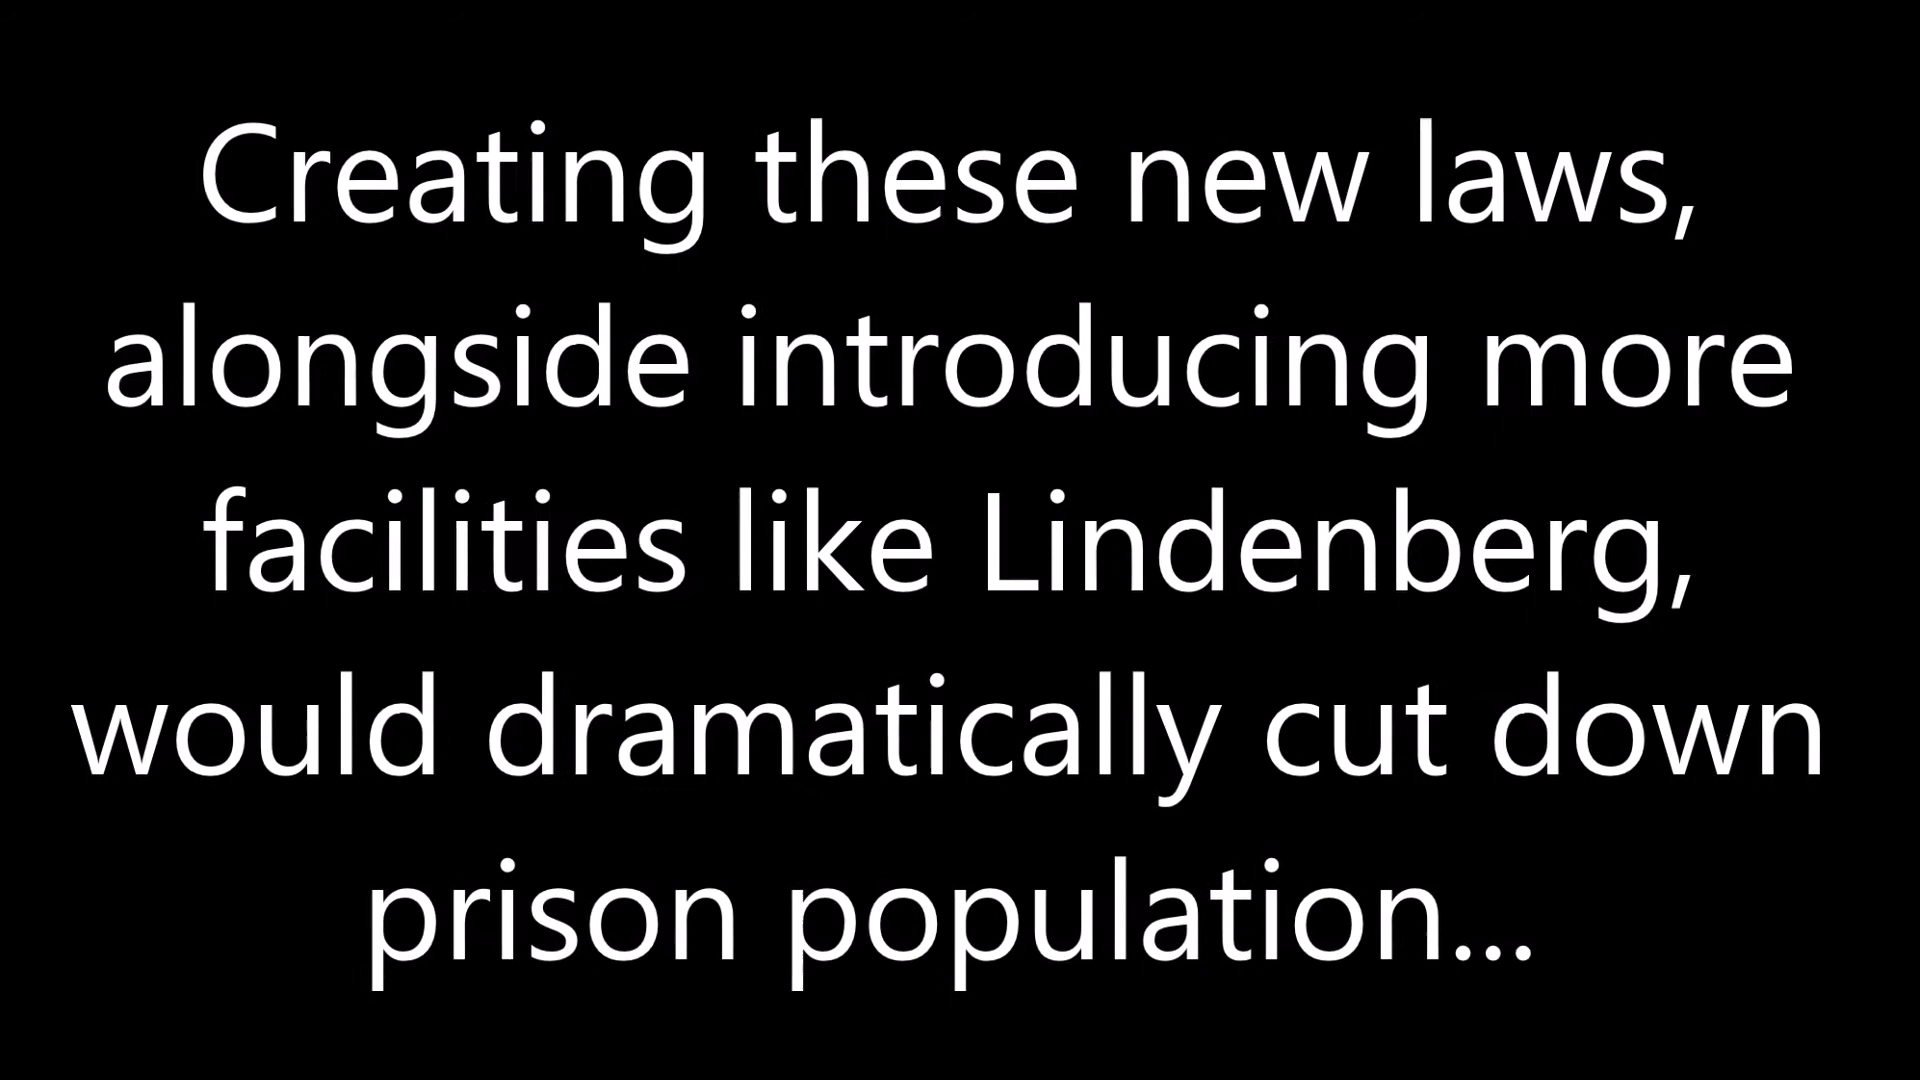 Creating these new laws,
alongside introducing more
facilities like Lindenberg,
would dramatically cut down
prison population...